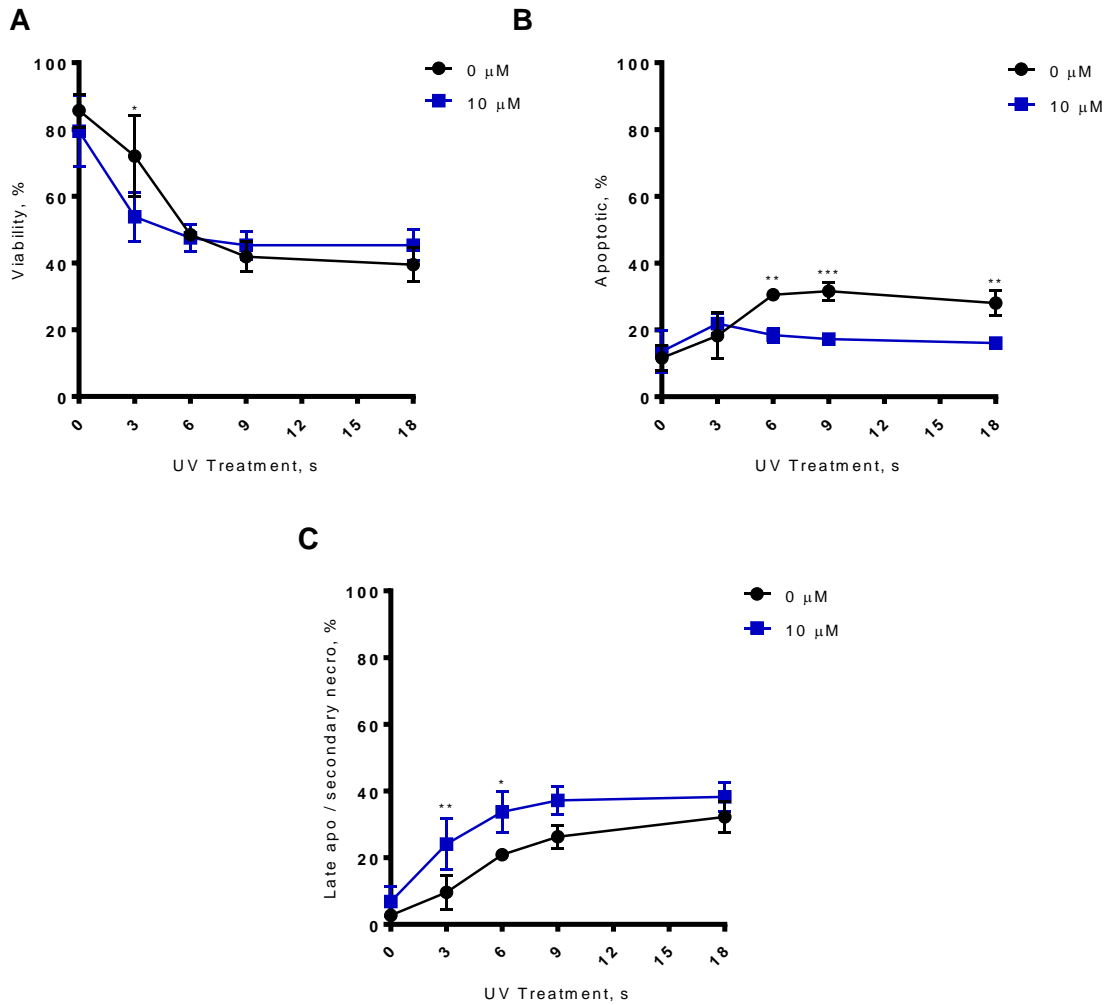 A
0 μM
10 μM
100
80
60
40
20
0
Viability, %
*
0 3 6 9 12 15 18
UV Treatment, s
B
0 μM
10 μM
100
80
60
40
20
0
Apoptotic, %
** *** **
0 3 6 9 12 15 18
UV Treatment, s
C
0 μM
10 μM
100
80
60
40
20
0
Late apo / secondary necro, %
** *
0 3 6 9 12 15 18
UV Treatment, s